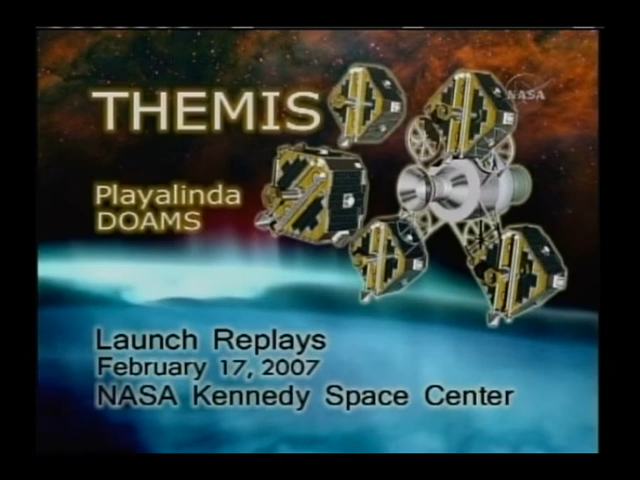 THEMIS
NASA
Playalinda
DOAMS
Launch Replays
February 17, 2007
NASA Kennedy Space Center